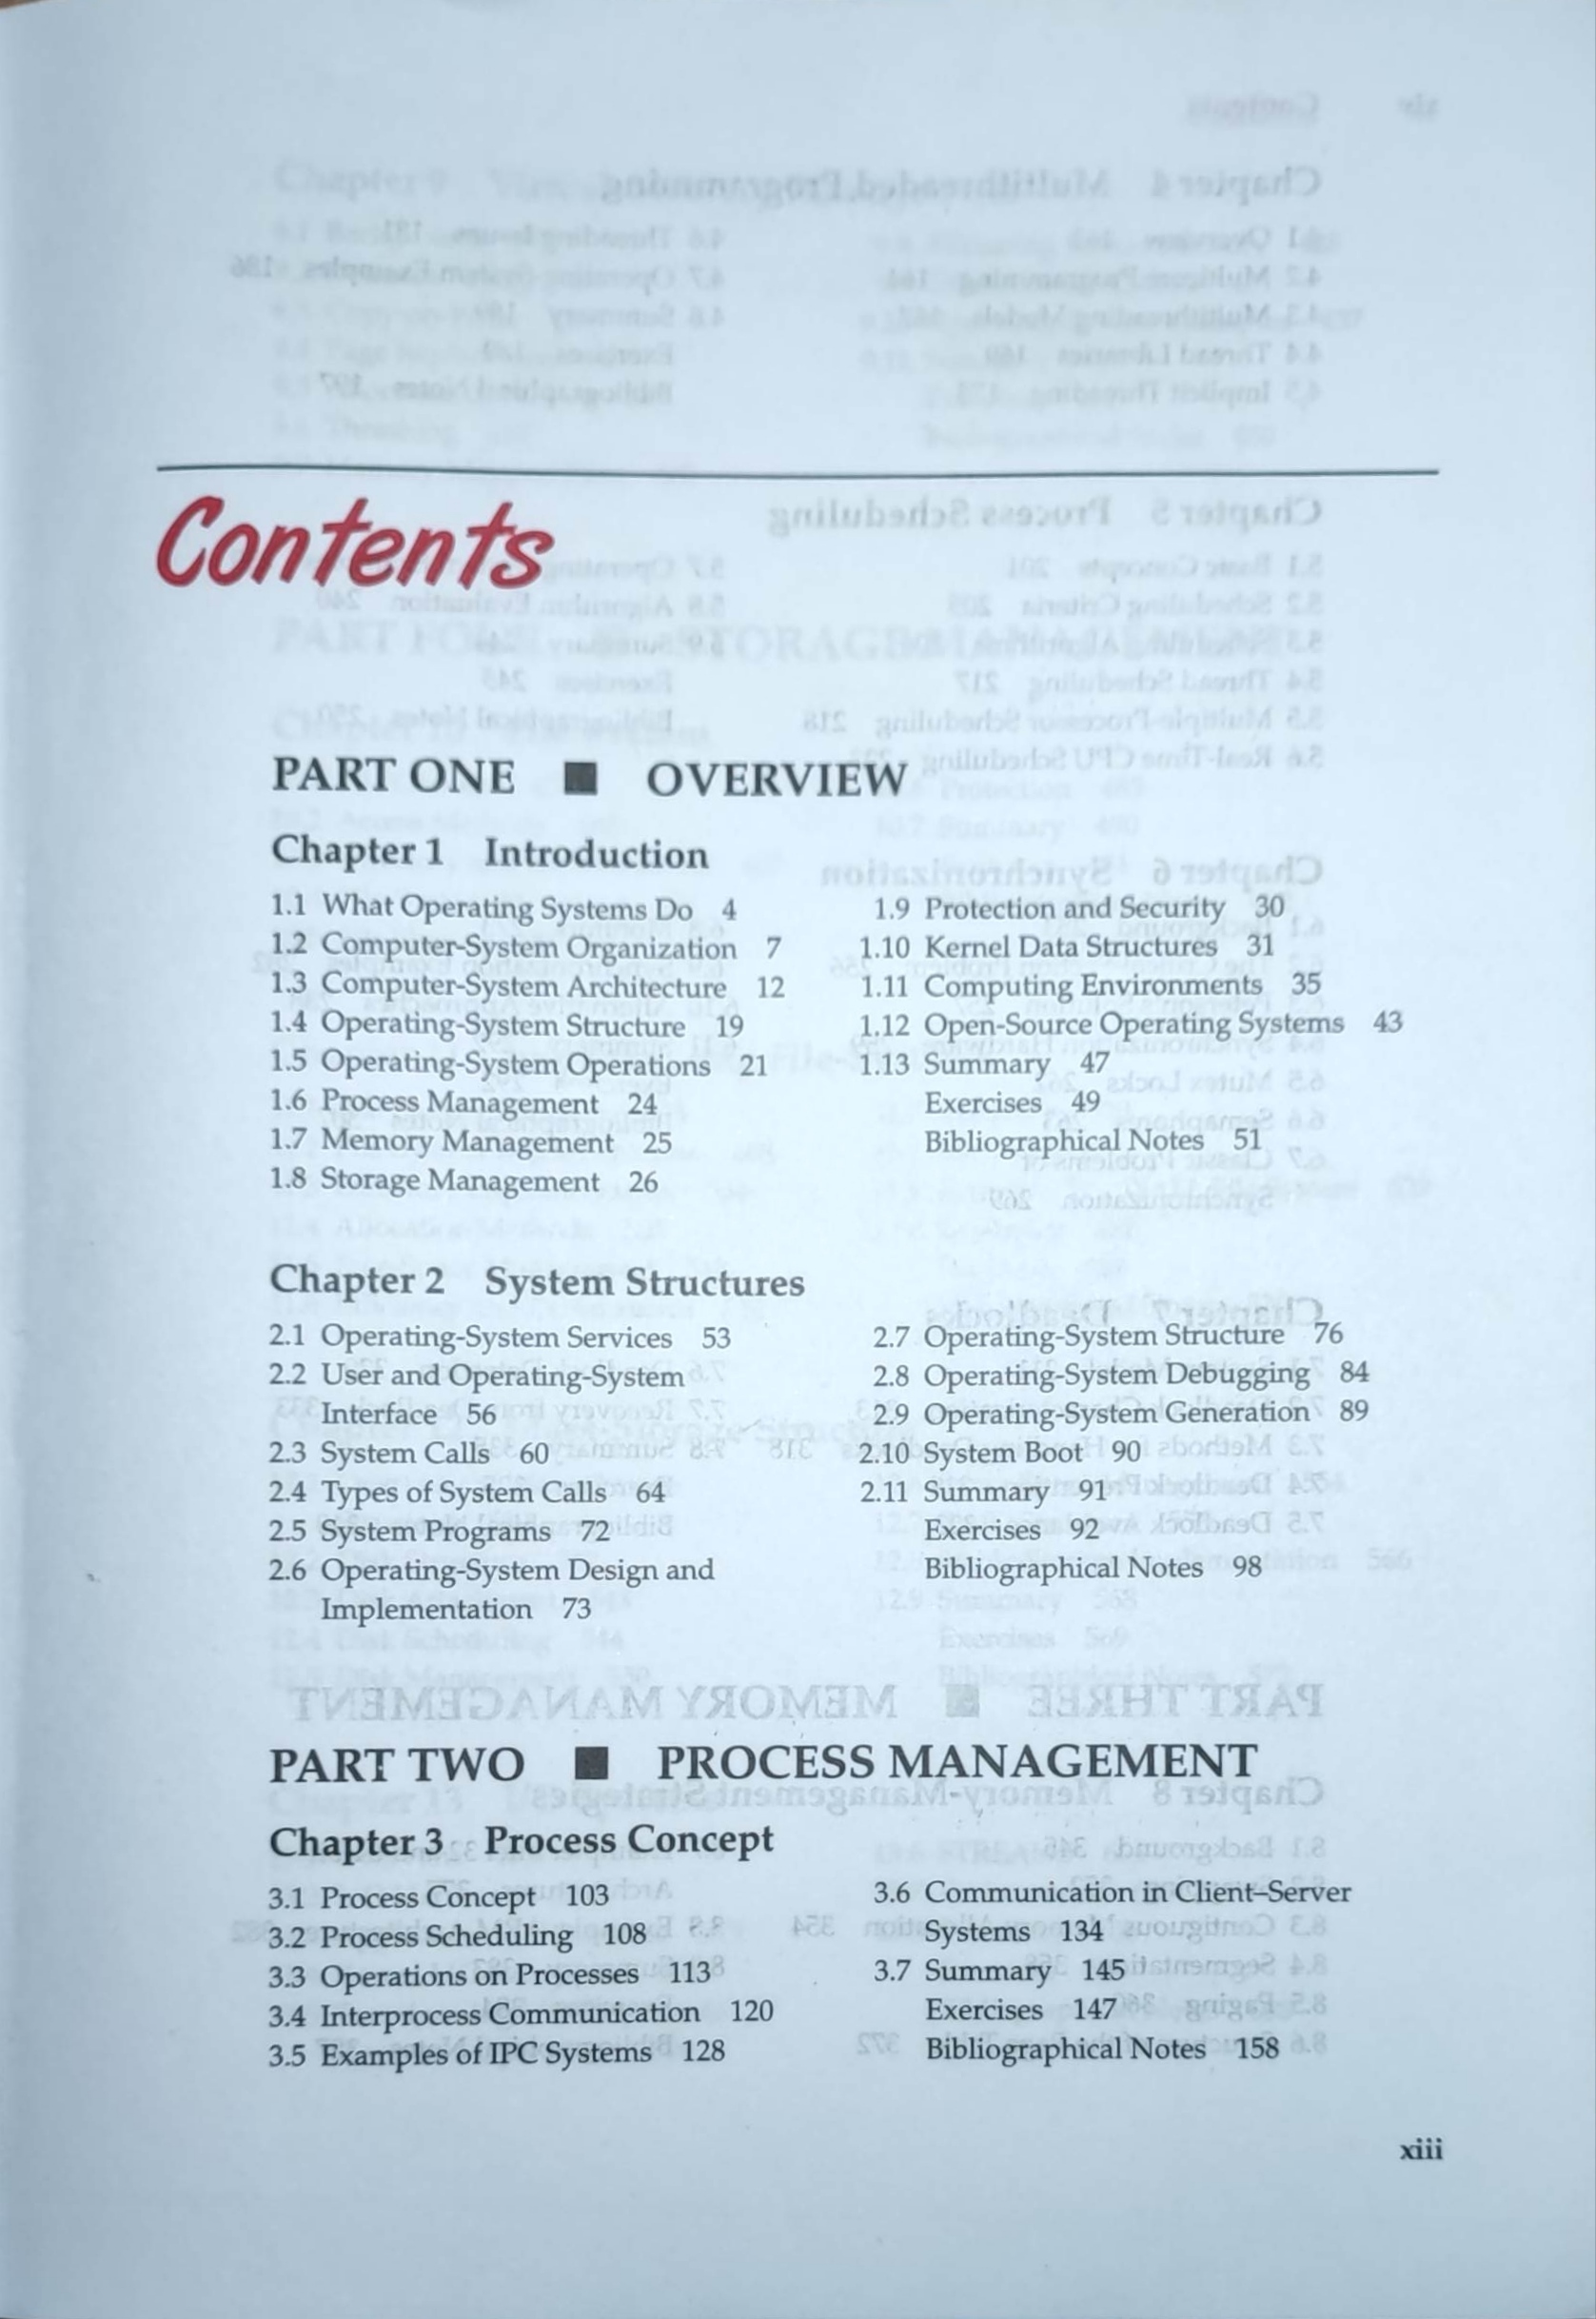 Contents
PART ONE ■ OVERVIEW
Chapter 1 Introduction
1.1 What Operating Systems Do 4
1.2 Computer-System Organization 7
1.3 Computer-System Architecture 12
1.4 Operating-System Structure 19
1.5 Operating-System Operations 21
1.6 Process Management 24
1.7 Memory Management 25
1.8 Storage Management 26
1.9 Protection and Security 30
1.10 Kernel Data Structures 31
1.11 Computing Environments 35
1.12 Open-Source Operating Systems 43
1.13 Summary 47
Exercises 49
Bibliographical Notes 51
Chapter 2 System Structures
2.1 Operating-System Services 53
2.2 User and Operating-System
Interface 56
2.3 System Calls 60
2.4 Types of System Calls 64
2.5 System Programs 72
2.6 Operating-System Design and
Implementation 73
2.7 Operating-System Structure 76
2.8 Operating-System Debugging 84
2.9 Operating-System Generation 89
2.10 System Boot 90
2.11 Summary 91
Exercises 92
Bibliographical Notes 98
PART TWO ■ PROCESS MANAGEMENT
Chapter 3 Process Concept
3.1 Process Concept 103
3.2 Process Scheduling 108
3.3 Operations on Processes 113
3.4 Interprocess Communication 120
3.5 Examples of IPC Systems 128
3.6 Communication in Client–Server
Systems 134
3.7 Summary 145
Exercises 147
Bibliographical Notes 158
xiii